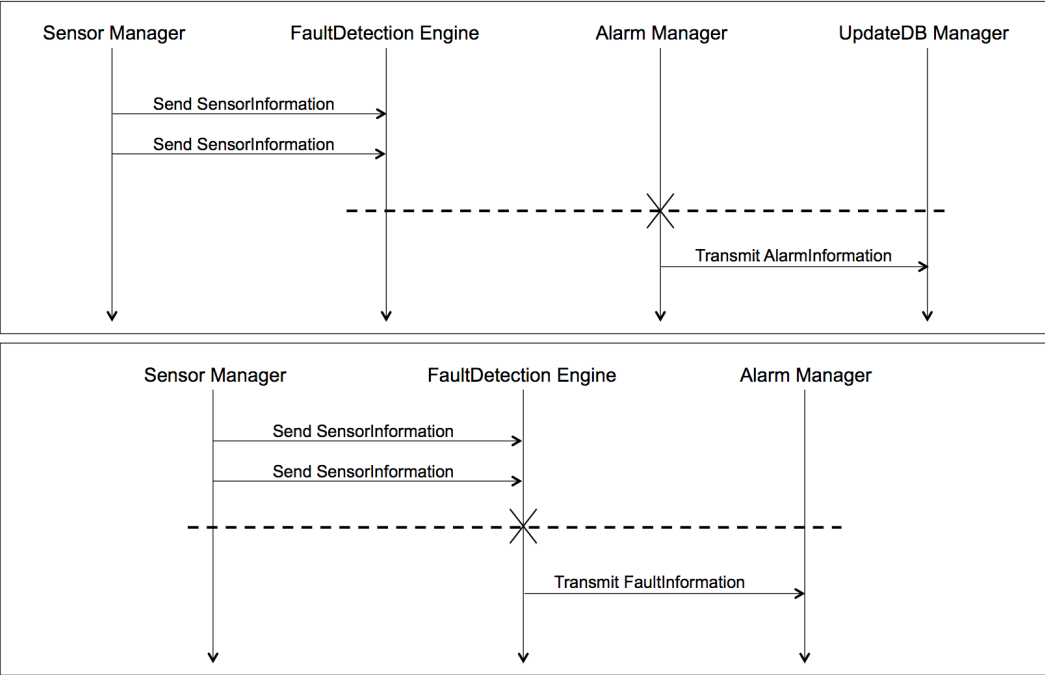 Sensor Manager FaultDetection Engine Alarm Manager UpdateDB Manager
Send SensorInformation
Send SensorInformation
Transmit AlarmInformation
Sensor Manager FaultDetection Engine Alarm Manager
Send SensorInformation
Send SensorInformation
Transmit FaultInformation